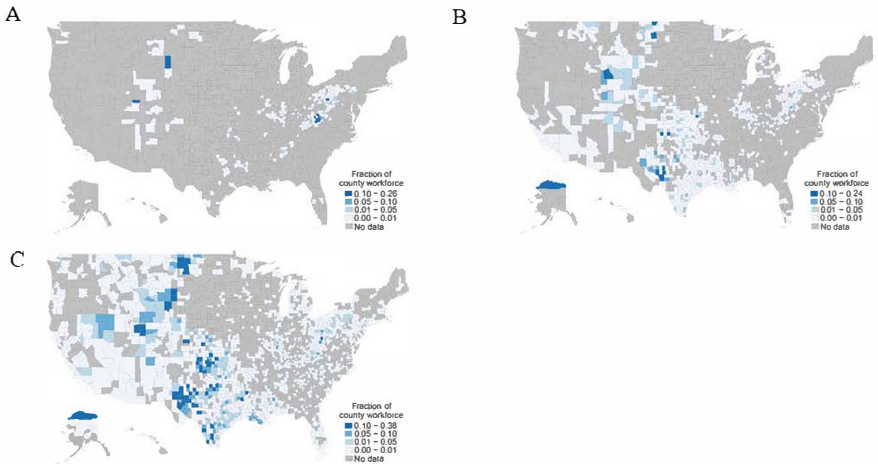 A
Fraction of
county workforce
0.10 – 0.26
0.05 – 0.10
0.01 – 0.05
0.00 – 0.01
No data
B
Fraction of
county workforce
0.10 – 0.24
0.05 – 0.10
0.01 – 0.05
0.00 – 0.01
No data
C
Fraction of
county workforce
0.10 – 0.38
0.05 – 0.10
0.01 – 0.05
0.00 – 0.01
No data